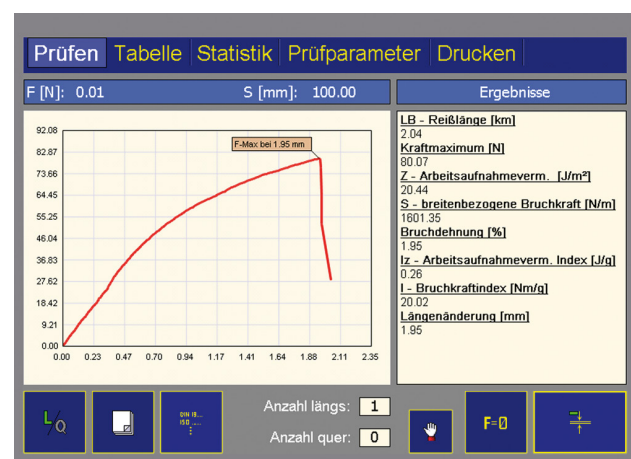 Prüfen Tabelle Statistik Prüfparameter Drucken
F [N]: 0.01 S [mm]: 100.00 Ergebnisse
F-Max bei 1.95 mm
92.08
82.87
73.66
64.45
55.25
46.04
36.83
27.62
18.42
9.21
0.00
0.00 0.23 0.47 0.70 0.94 1.17 1.41 1.64 1.88 2.11 2.35
LB - Reißlänge [km]
2.04
Kraftmaximum [N]
80.07
Z - Arbeitsaufnahmeverm. [J/m²]
20.44
S - breitenbezogene Bruchkraft [N/m]
1601.35
Bruchdehnung [%]
1.95
Iz - Arbeitsaufnahmeverm. Index [J/g]
0.26
I - Bruchkraftindex [Nm/g]
20.02
Längenänderung [mm]
1.95
L/Q
DIN IS...
ISO .....
Anzahl längs: 1
Anzahl quer: 0
F=0